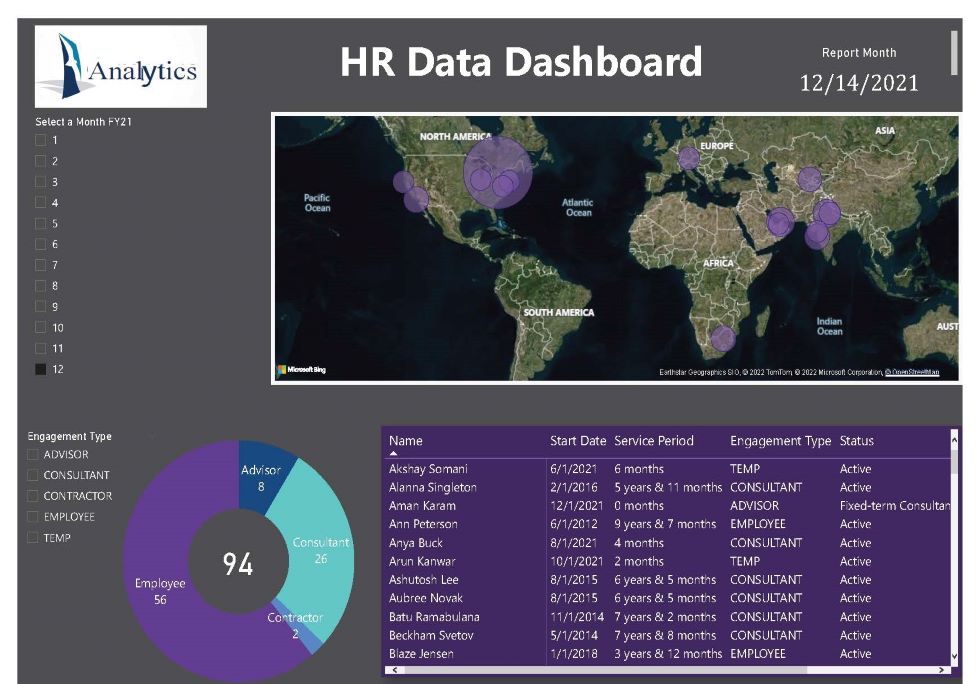 Analytics
HR Data Dashboard
Report Month
12/14/2021
Select a Month FY21
1
2
3
4
5
6
7
8
9
10
11
12
NORTH AMERICA
EUROPE
ASIA
Pacific
Ocean
Atlantic
Ocean
AFRICA
SOUTH AMERICA
Indian
Ocean
AUST
Microsoft Bing
Earthstar Geographics SIO, © 2022 TomTom, © 2022 Microsoft Corporation, © OpenStreetMap
Engagement Type
ADVISOR
CONSULTANT
CONTRACTOR
EMPLOYEE
TEMP
Advisor
8
Consultant
26
94
Employee
56
Contractor
2
Name Start Date Service Period Engagement Type Status
Akshay Somani 6/1/2021 6 months TEMP Active
Alanna Singleton 2/1/2016 5 years & 11 months CONSULTANT Active
Aman Karam 12/1/2021 0 months ADVISOR Fixed-term Consultan
Ann Peterson 6/1/2012 9 years & 7 months EMPLOYEE Active
Anya Buck 8/1/2021 4 months CONSULTANT Active
Arun Kanwar 10/1/2021 2 months TEMP Active
Ashutosh Lee 8/1/2015 6 years & 5 months CONSULTANT Active
Aubree Novak 8/1/2015 6 years & 5 months CONSULTANT Active
Batu Ramabulana 11/1/2014 7 years & 2 months CONSULTANT Active
Beckham Svetov 5/1/2014 7 years & 8 months CONSULTANT Active
Blaze Jensen 1/1/2018 3 years & 12 months EMPLOYEE Active